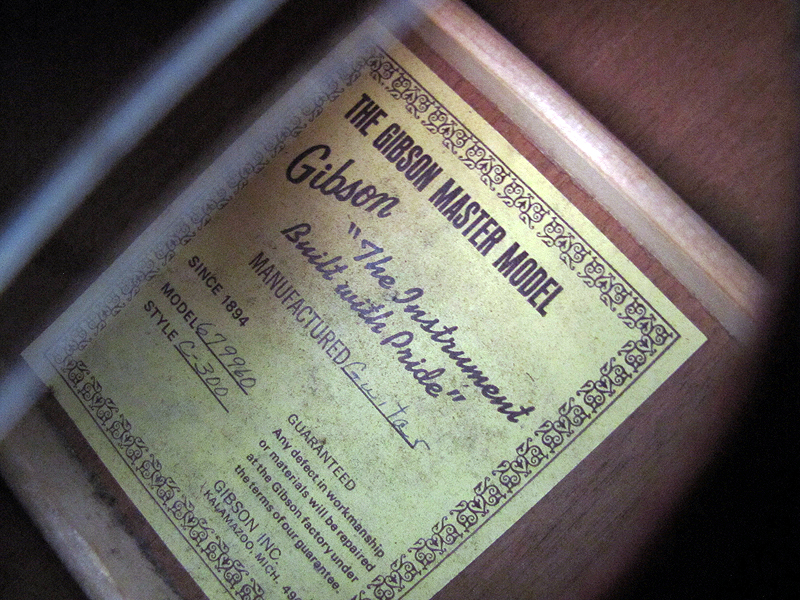 THE GIBSON MASTER MODEL
Gibson
"The Instrument
Built with Pride"
MANUFACTURED Guitar
SINCE 1894
MODEL 679960
STYLE C-300
GUARANTEED
Any defect in workmanship
or materials will be repaired
at the Gibson factory under
the terms of our guarantee.
GIBSON INC.
KALAMAZOO, MICH.